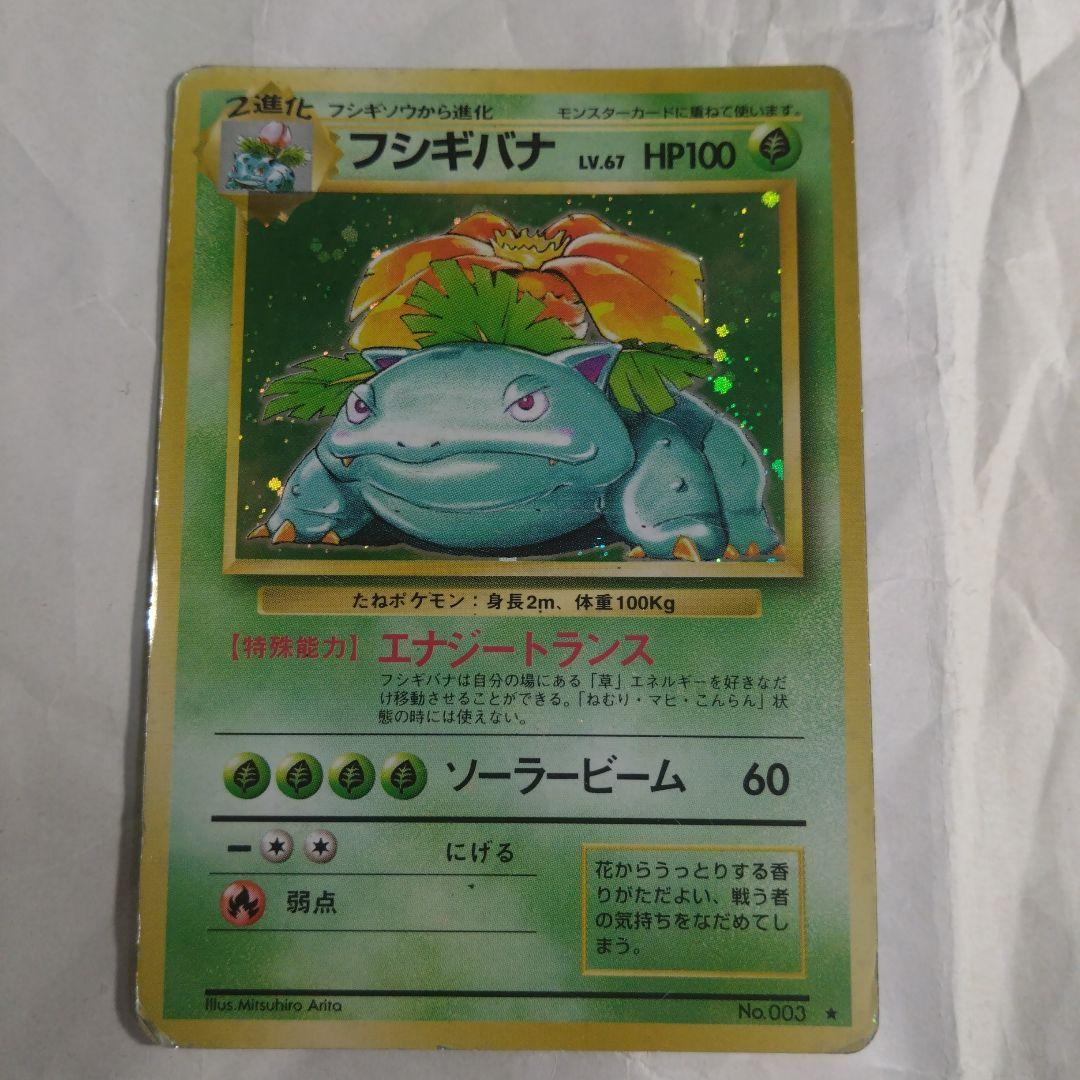 2進化 フシギソウから進化 モンスターカードに重ねて使います。
フシギバナ LV.67 HP100
たねポケモン：身長2m、体重100Kg
【特殊能力】エナジートランス
フシギバナは自分の場にある「草」エネルギーを好きなだ
け移動させることができる。「ねむり・マヒ・こんらん」状
態の時には使えない。
ソーラービーム 60
ー にげる
弱点
花からうっとりする香
りがただよい、戦う者
の気持ちをなだめてし
まう。
Illus.Mitsuhiro Arita
No.003 ★